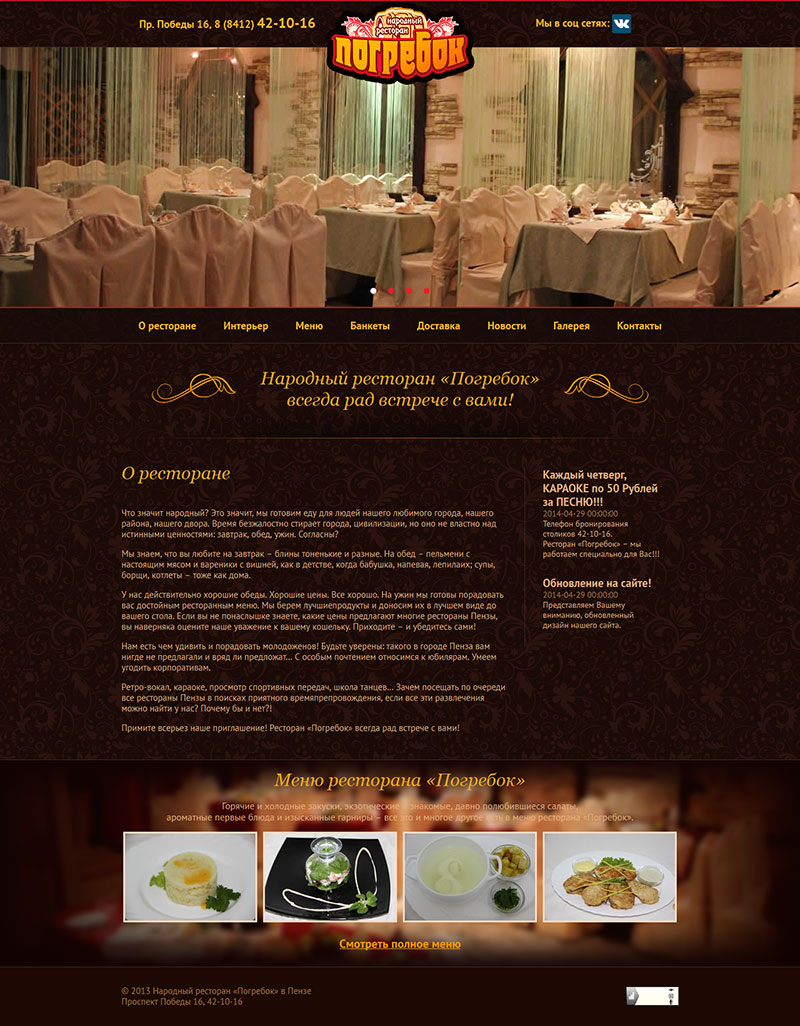 Пр. Победы 16, 8 (8412) 42-10-16
народный
ресторан
погребок
Мы в соц сетях:
О ресторане Интерьер Меню Банкеты Доставка Новости Галерея Контакты
Народный ресторан «Погребок»
всегда рад встрече с вами!
О ресторане
Что значит народный? Это значит, мы готовим еду для людей нашего любимого города, нашего
района, нашего двора. Время безжалостно стирает города, цивилизации, но оно не властно над
истинными ценностями: завтрак, обед, ужин. Согласны?
Мы знаем, что вы любите на завтрак – блины тоненькие и разные. На обед – пельмени с
настоящим мясом и вареники с вишней, как в детстве, когда бабушка, напевая, лепилаих; супы,
борщи, котлеты – тоже как дома.
У нас действительно хорошие обеды. Хорошие цены. Все хорошо. На ужин мы готовы порадовать
вас достойным ресторанным меню. Мы берем лучшиепродукты и доносим их в лучшем виде до
вашего стола. Если вы не понаслышке знаете, какие цены предлагают многие рестораны Пензы,
вы наверняка оцените наше уважение к вашему кошельку. Приходите – и убедитесь сами!
Нам есть чем удивить и порадовать молодоженов! Будьте уверены: такого в городе Пенза вам
нигде не предлагали и вряд ли предложат... С особым почтением относимся к юбилярам. Умеем
угодить корпоративам.
Ретро-вокал, караоке, просмотр спортивных передач, школа танцев... Зачем посещать по очереди
все рестораны Пензы в поисках приятного времяпрепровождения, если все эти развлечения
можно найти у нас? Почему бы и нет?!
Примите всерьез наше приглашение! Ресторан «Погребок» всегда рад встрече с вами!
Каждый четверг,
КАРАОКЕ по 50 Рублей
за ПЕСНЮ!!!
2014-04-29 00:00:00
Телефон бронирования
столиков 42-10-16.
Ресторан «Погребок» – мы
работаем специально для Вас!!!
Обновление на сайте!
2014-04-29 00:00:00
Представляем Вашему
вниманию, обновленный
дизайн нашего сайта.
Меню ресторана «Погребок»
Горячие и холодные закуски, экзотические и знакомые, давно полюбившиеся салаты,
ароматные первые блюда и изысканные гарниры – все это и многое другое есть в меню ресторана «Погребок».
Смотреть полное меню
© 2013 Народный ресторан «Погребок» в Пензе
Проспект Победы 16, 42-10-16